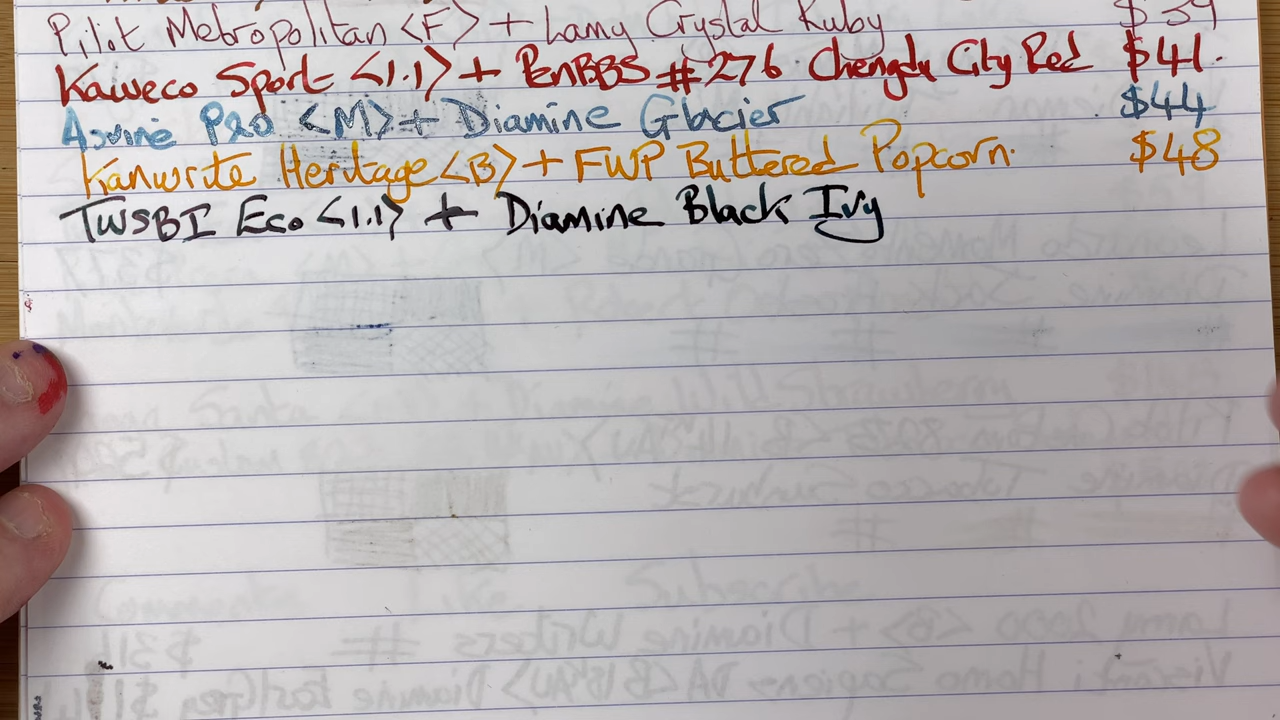 Pilot Metropolitan <F> + Lamy Crystal Ruby $39
Kaweco Sport <1.1> + PenBBS #276 Chengdu City Red $41.
Asvine P20 <M> + Diamine Glacier $44
Kanwrite Heritage <B> + FWP Buttered Popcorn. $48
TWSBI Eco <1.1> + Diamine Black Ivy